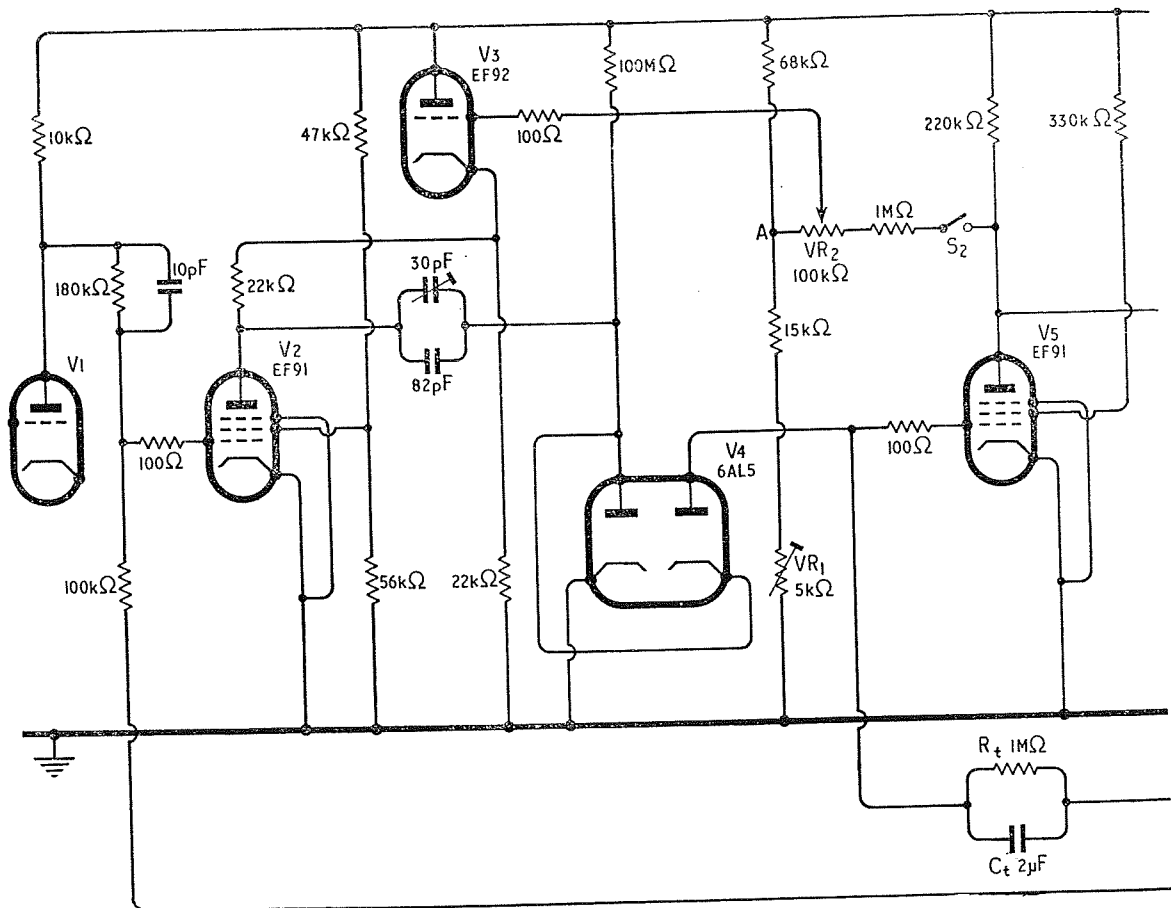 V3
EF92
100MΩ
68kΩ
10kΩ
47kΩ
100Ω
220kΩ
330kΩ
1MΩ
A
VR2
100kΩ
S2
10pF
180kΩ
22kΩ
30pF
82pF
15kΩ
V1
V2
EF91
V5
EF91
100Ω
V4
6AL5
100Ω
100kΩ
56kΩ
22kΩ
VR1
5kΩ
Rt 1MΩ
Ct 2µF